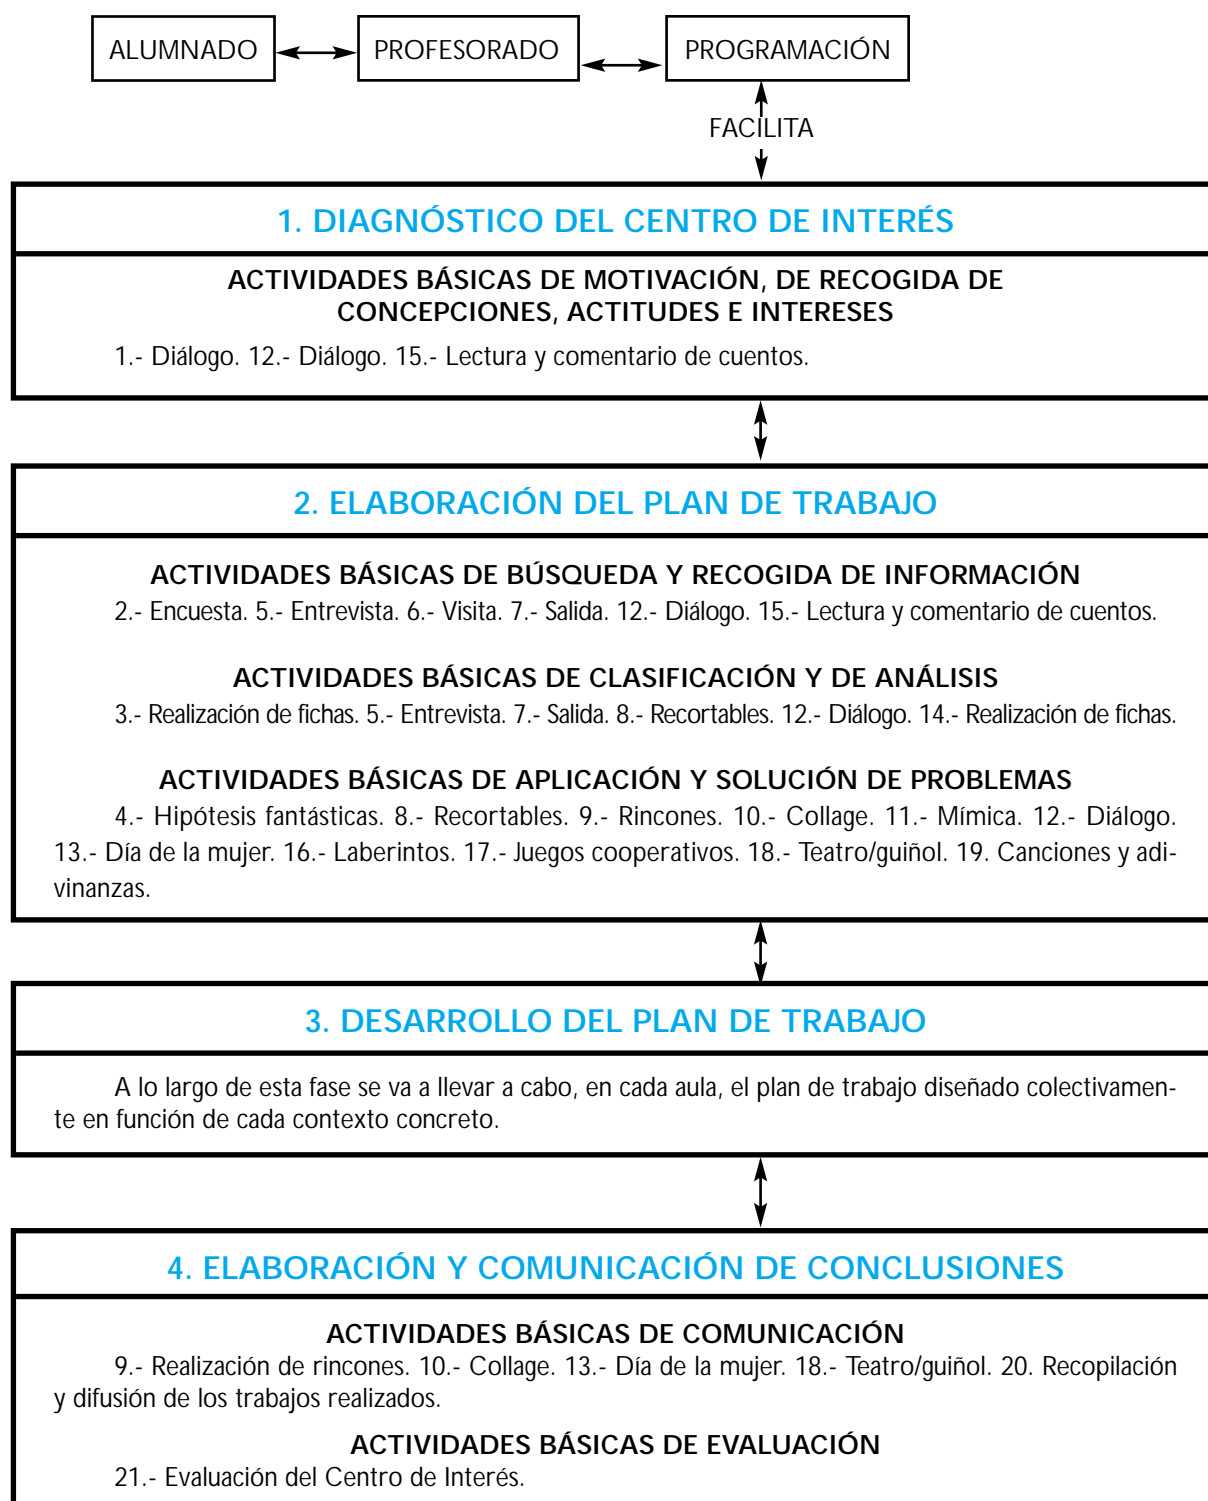 ALUMNADO PROFESORADO PROGRAMACIÓN
FACILITA
1. DIAGNÓSTICO DEL CENTRO DE INTERÉS
ACTIVIDADES BÁSICAS DE MOTIVACIÓN, DE RECOGIDA DE
CONCEPCIONES, ACTITUDES E INTERESES
1.- Diálogo. 12.- Diálogo. 15.- Lectura y comentario de cuentos.
2. ELABORACIÓN DEL PLAN DE TRABAJO
ACTIVIDADES BÁSICAS DE BÚSQUEDA Y RECOGIDA DE INFORMACIÓN
2.- Encuesta. 5.- Entrevista. 6.- Visita. 7.- Salida. 12.- Diálogo. 15.- Lectura y comentario de cuentos.
ACTIVIDADES BÁSICAS DE CLASIFICACIÓN Y DE ANÁLISIS
3.- Realización de fichas. 5.- Entrevista. 7.- Salida. 8.- Recortables. 12.- Diálogo. 14.- Realización de fichas.
ACTIVIDADES BÁSICAS DE APLICACIÓN Y SOLUCIÓN DE PROBLEMAS
4.- Hipótesis fantásticas. 8.- Recortables. 9.- Rincones. 10.- Collage. 11.- Mímica. 12.- Diálogo.
13.- Día de la mujer. 16.- Laberintos. 17.- Juegos cooperativos. 18.- Teatro/guiñol. 19. Canciones y adi-
vinanzas.
3. DESARROLLO DEL PLAN DE TRABAJO
A lo largo de esta fase se va a llevar a cabo, en cada aula, el plan de trabajo diseñado colectivamen-
te en función de cada contexto concreto.
4. ELABORACIÓN Y COMUNICACIÓN DE CONCLUSIONES
ACTIVIDADES BÁSICAS DE COMUNICACIÓN
9.- Realización de rincones. 10.- Collage. 13.- Día de la mujer. 18.- Teatro/guiñol. 20. Recopilación
y difusión de los trabajos realizados.
ACTIVIDADES BÁSICAS DE EVALUACIÓN
21.- Evaluación del Centro de Interés.